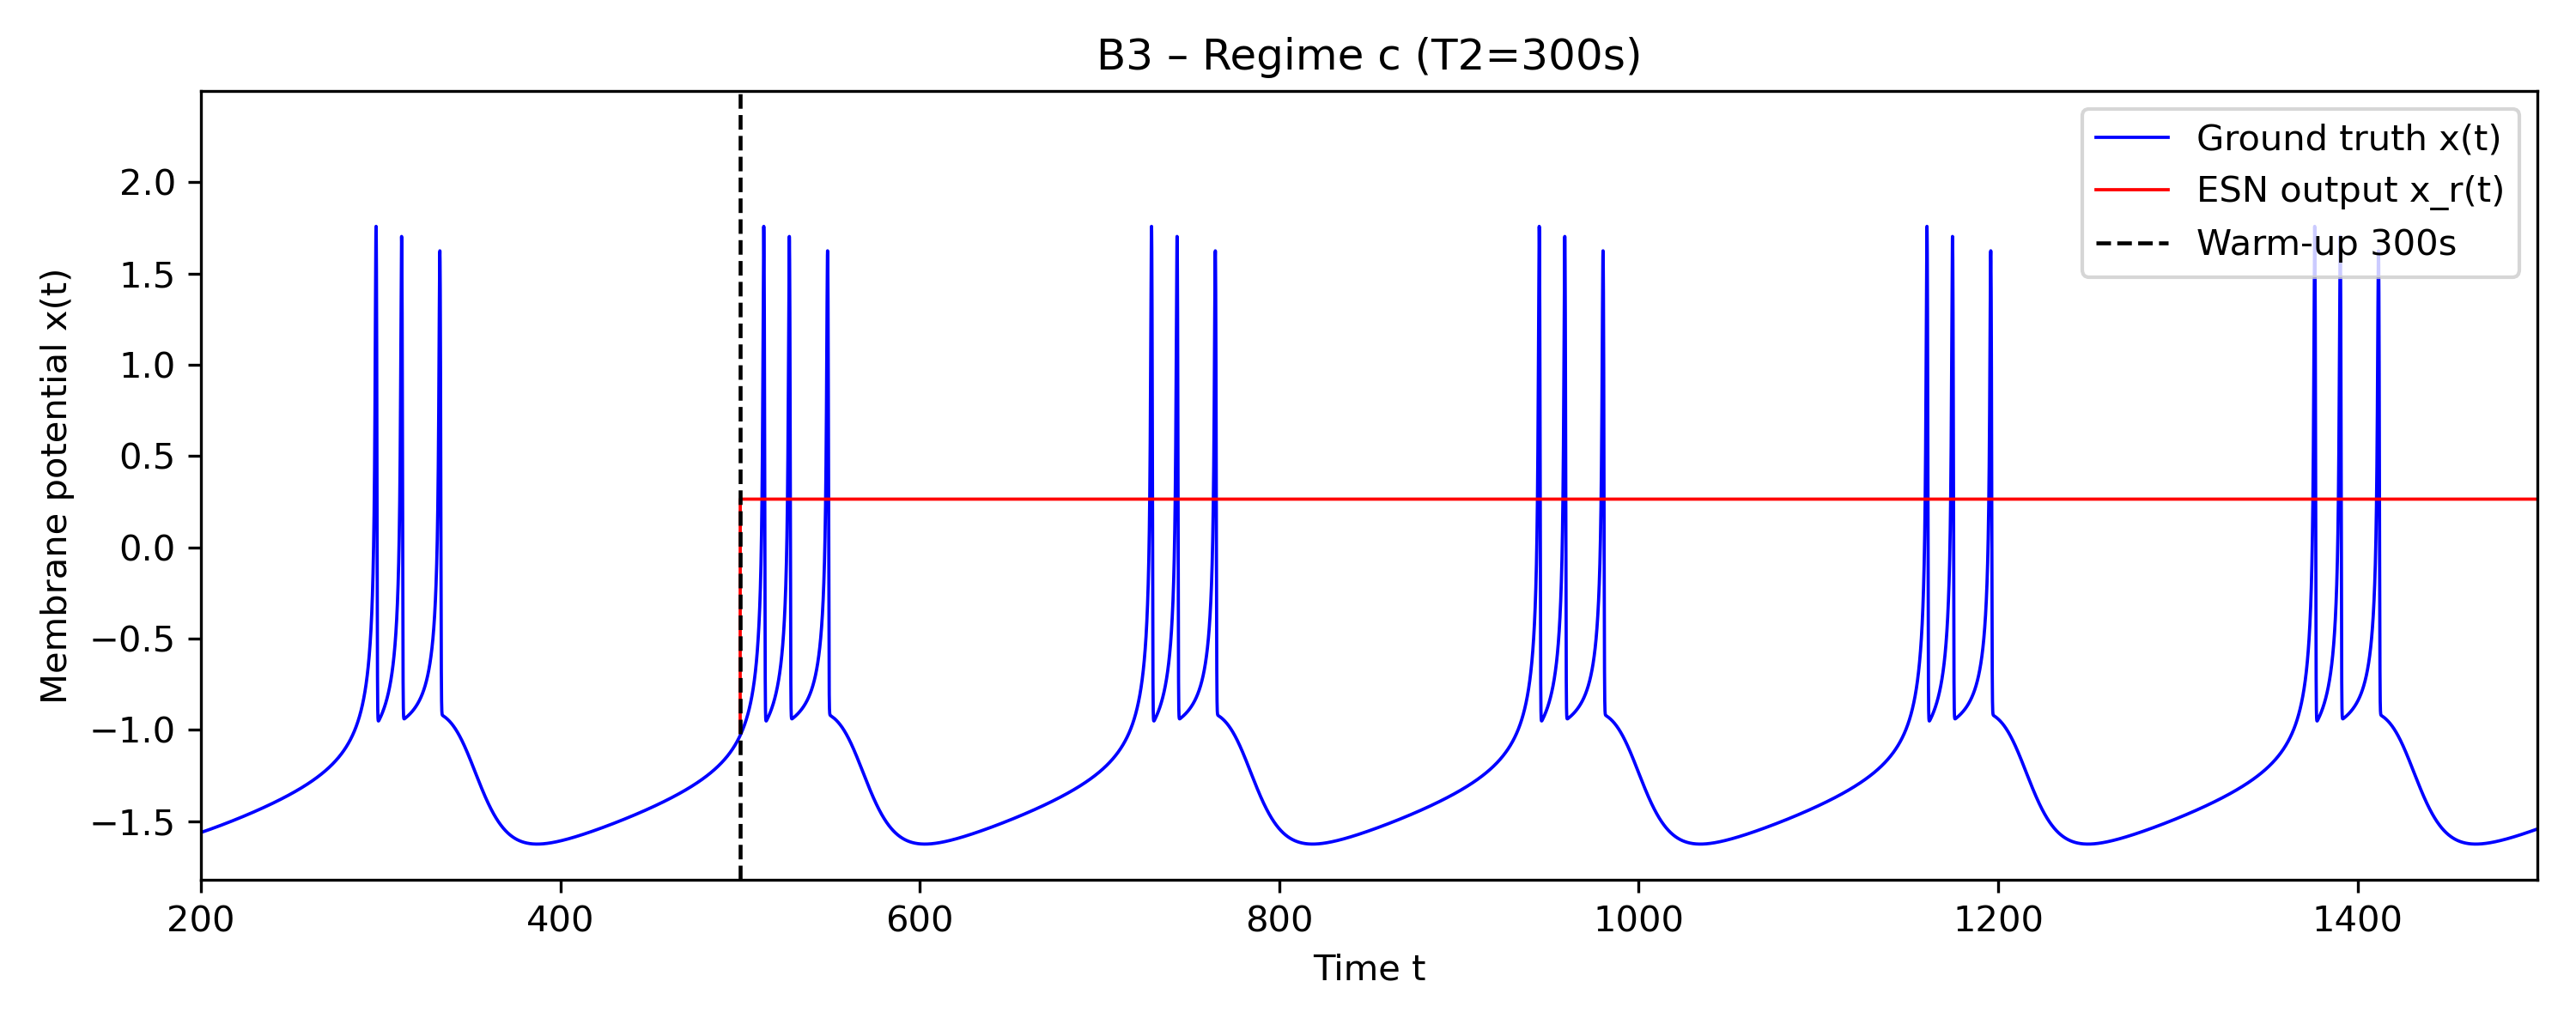 B3 – Regime c (T2=300s)
Ground truth x(t)
ESN output x_r(t)
Warm-up 300s
Membrane potential x(t)
2.0
1.5
1.0
0.5
0.0
−0.5
−1.0
−1.5
200 400 600 800 1000 1200 1400
Time t